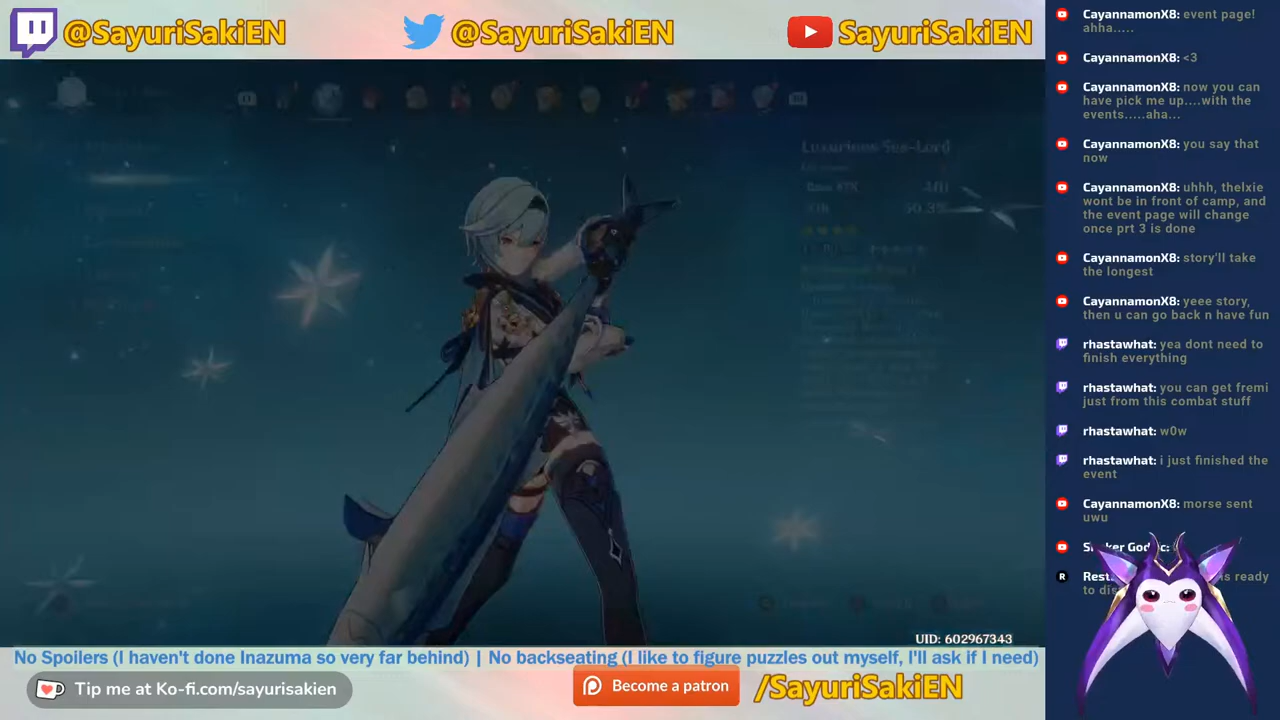 @SayuriSakiEN
@SayuriSakiEN
SayuriSakiEN
Luxurious Sea-Lord
UID: 602967343
No Spoilers (I haven't done Inazuma so very far behind) | No backseating (I like to figure puzzles out myself, I'll ask if I need)
Tip me at Ko-fi.com/sayurisakien
Become a patron
/SayuriSakiEN
CayannamonX8: event page!
ahha.....
CayannamonX8: <3
CayannamonX8: now you can
have pick me up....with the
events.....aha...
CayannamonX8: you say that
now
CayannamonX8: uhhh, thelxie
wont be in front of camp, and
the event page will change
once prt 3 is done
CayannamonX8: story'll take
the longest
CayannamonX8: yeee story,
then u can go back n have fun
rhastawhat: yea dont need to
finish everything
rhastawhat: you can get fremi
just from this combat stuff
rhastawhat: w0w
rhastawhat: i just finished the
event
CayannamonX8: morse sent
uwu
is ready
to